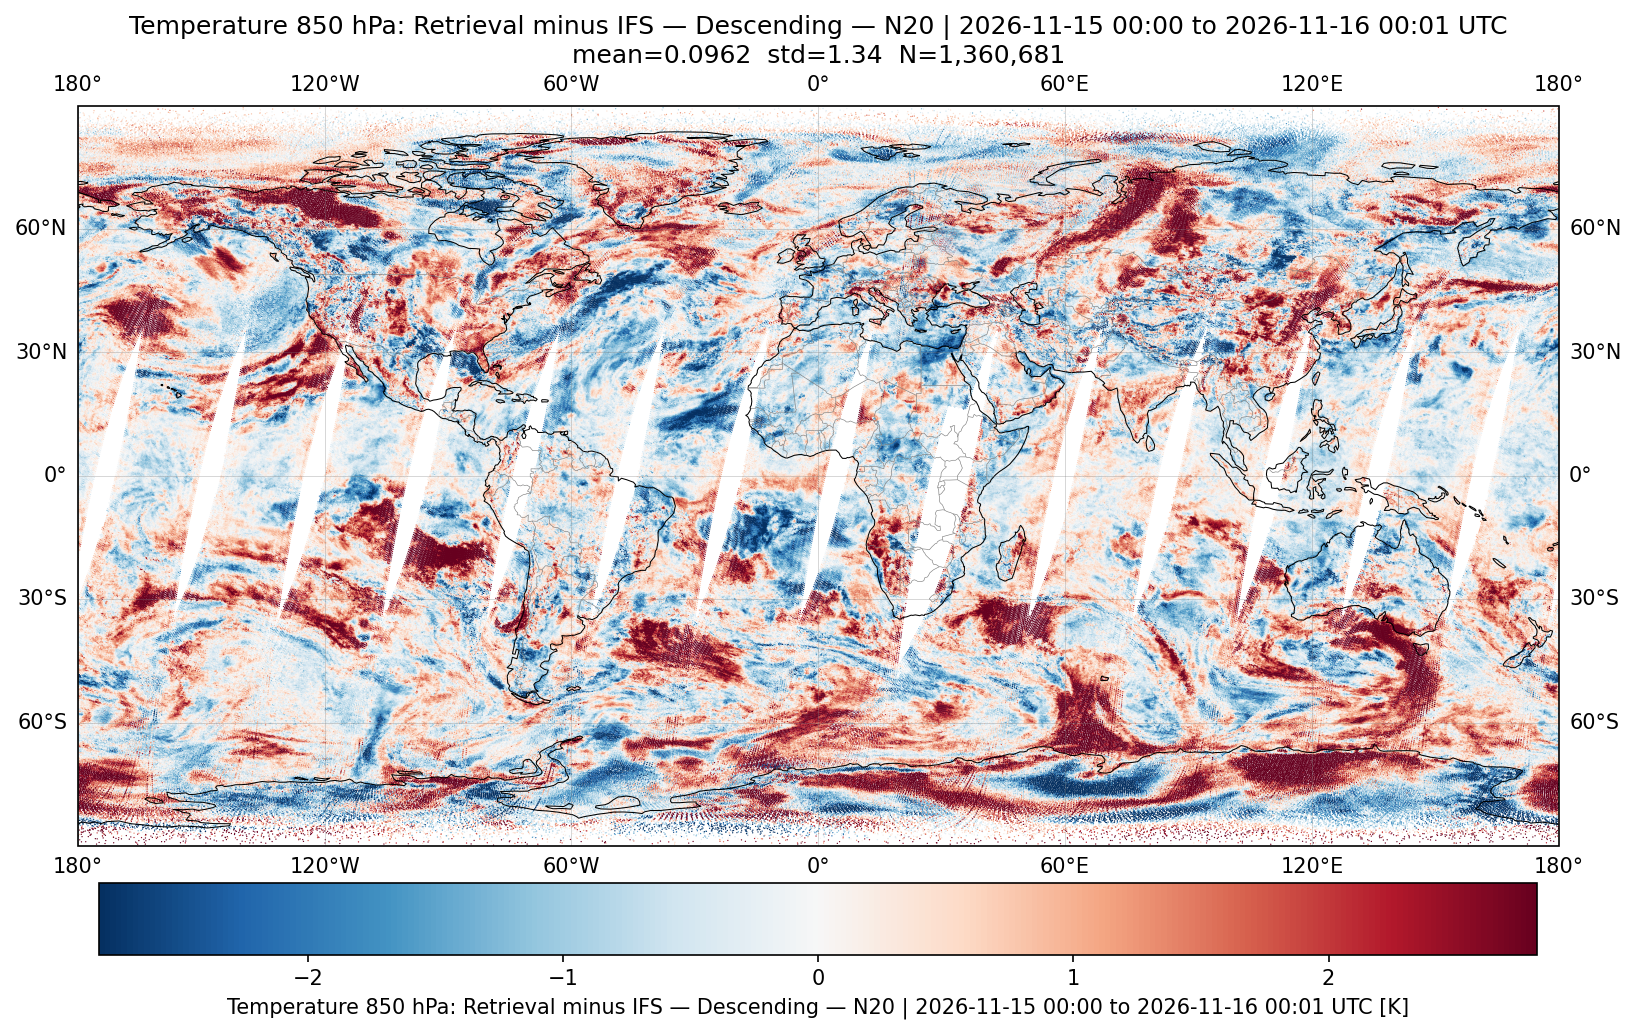 Temperature 850 hPa: Retrieval minus IFS — Descending — N20 | 2026-11-15 00:00 to 2026-11-16 00:01 UTC
mean=0.0962  std=1.34  N=1,360,681
180° 120°W 60°W 0° 60°E 120°E 180°
60°N 60°N
30°N 30°N
0° 0°
30°S 30°S
60°S 60°S
180° 120°W 60°W 0° 60°E 120°E 180°
−2 −1 0 1 2
Temperature 850 hPa: Retrieval minus IFS — Descending — N20 | 2026-11-15 00:00 to 2026-11-16 00:01 UTC [K]